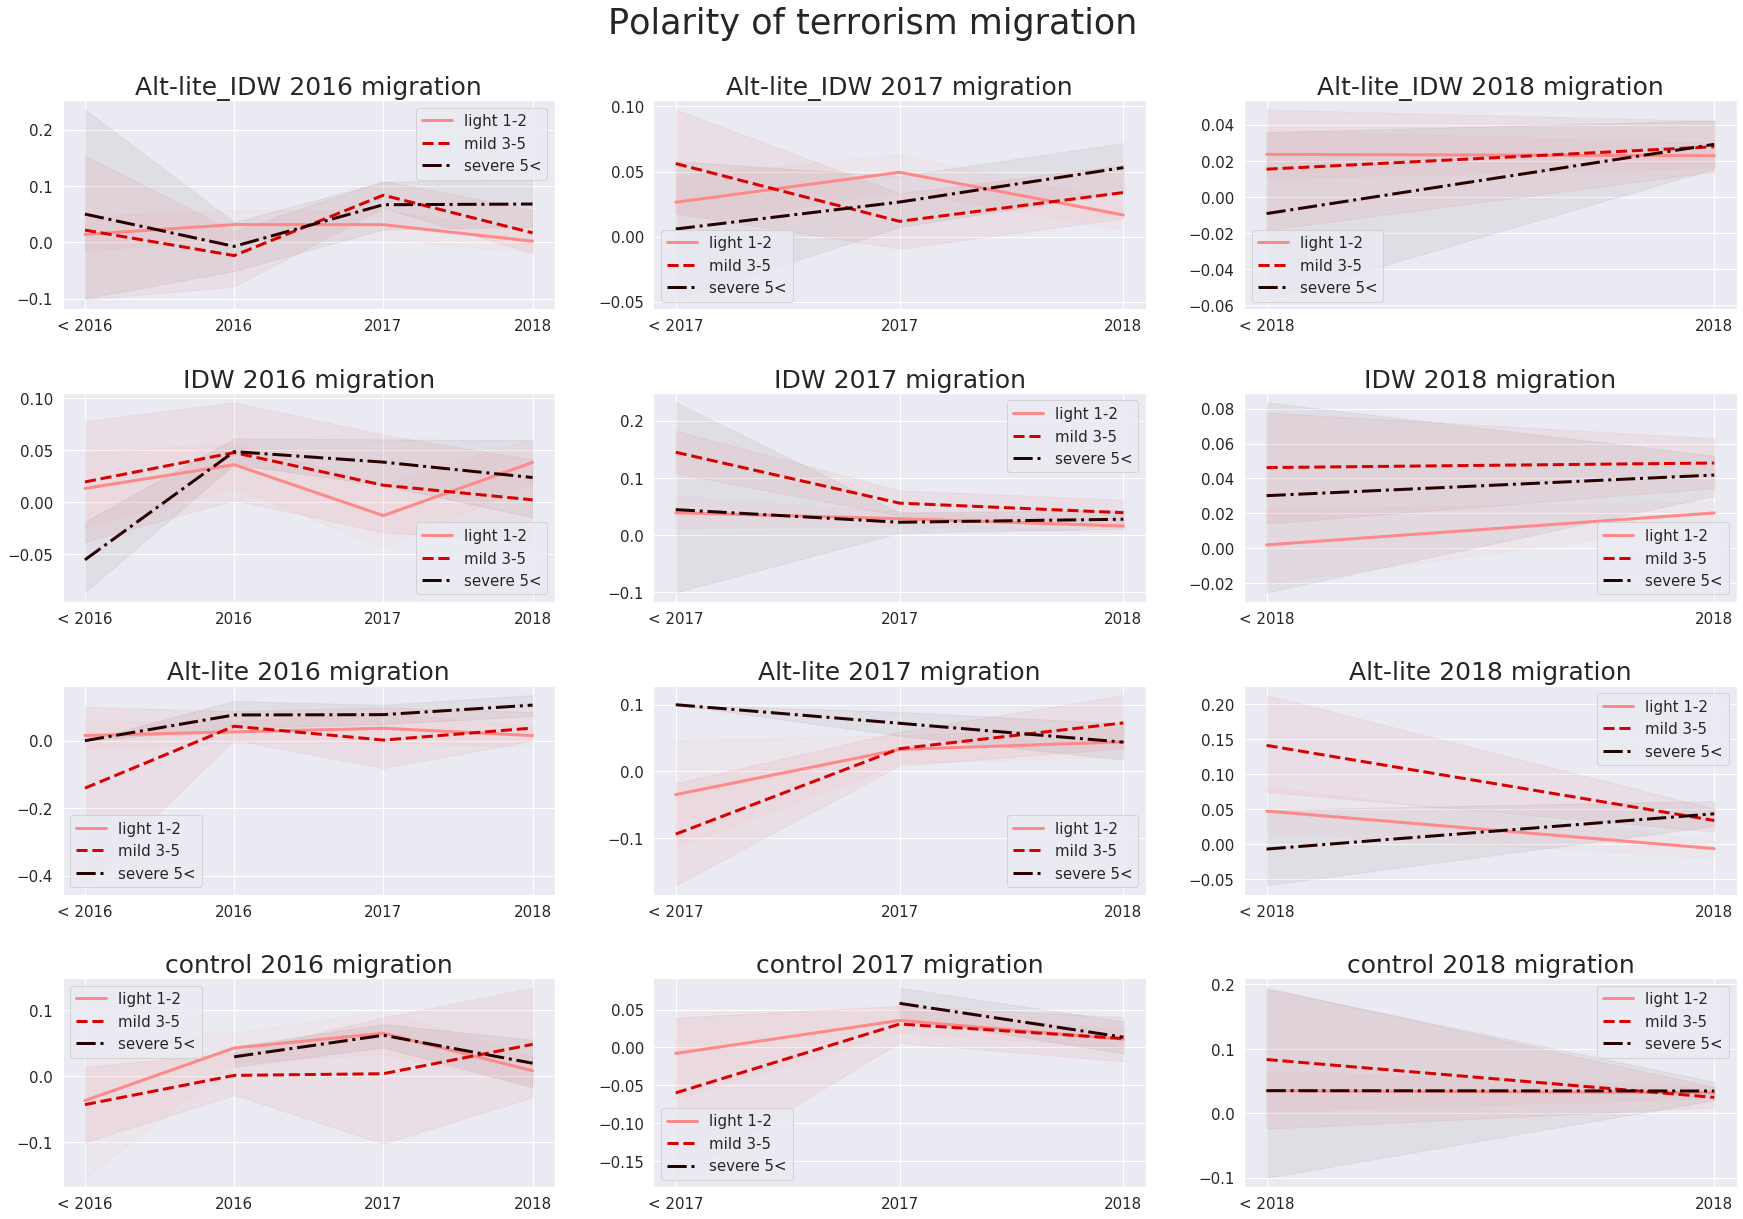 Polarity of terrorism migration
Alt-lite_IDW 2016 migration
0.2
0.1
0.0
−0.1
light 1-2
mild 3-5
severe 5<
< 2016 2016 2017 2018
Alt-lite_IDW 2017 migration
0.10
0.05
0.00
−0.05
light 1-2
mild 3-5
severe 5<
< 2017 2017 2018
Alt-lite_IDW 2018 migration
0.04
0.02
0.00
−0.02
−0.04
−0.06
light 1-2
mild 3-5
severe 5<
< 2018 2018
IDW 2016 migration
0.10
0.05
0.00
−0.05
light 1-2
mild 3-5
severe 5<
< 2016 2016 2017 2018
IDW 2017 migration
0.2
0.1
0.0
−0.1
light 1-2
mild 3-5
severe 5<
< 2017 2017 2018
IDW 2018 migration
0.08
0.06
0.04
0.02
0.00
−0.02
light 1-2
mild 3-5
severe 5<
< 2018 2018
Alt-lite 2016 migration
0.0
−0.2
−0.4
light 1-2
mild 3-5
severe 5<
< 2016 2016 2017 2018
Alt-lite 2017 migration
0.1
0.0
−0.1
light 1-2
mild 3-5
severe 5<
< 2017 2017 2018
Alt-lite 2018 migration
0.20
0.15
0.10
0.05
0.00
−0.05
light 1-2
mild 3-5
severe 5<
< 2018 2018
control 2016 migration
0.1
0.0
−0.1
light 1-2
mild 3-5
severe 5<
< 2016 2016 2017 2018
control 2017 migration
0.05
0.00
−0.05
−0.10
−0.15
light 1-2
mild 3-5
severe 5<
< 2017 2017 2018
control 2018 migration
0.2
0.1
0.0
−0.1
light 1-2
mild 3-5
severe 5<
< 2018 2018